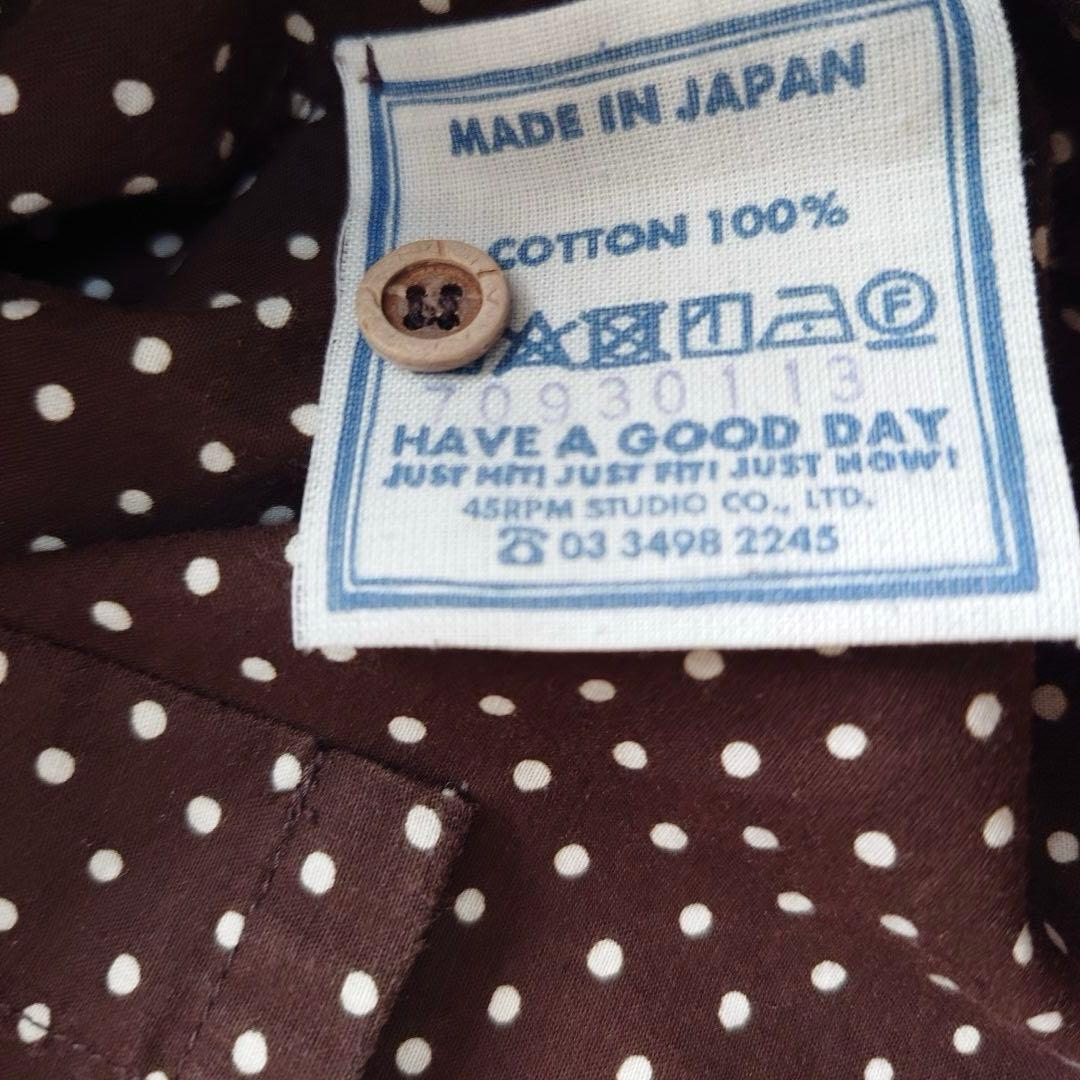 MADE IN JAPAN
COTTON 100%
F
70930113
HAVE A GOOD DAY
JUST HIT! JUST FIT! JUST NOW!
45RPM STUDIO CO., LTD.
☎ 03 3498 2245